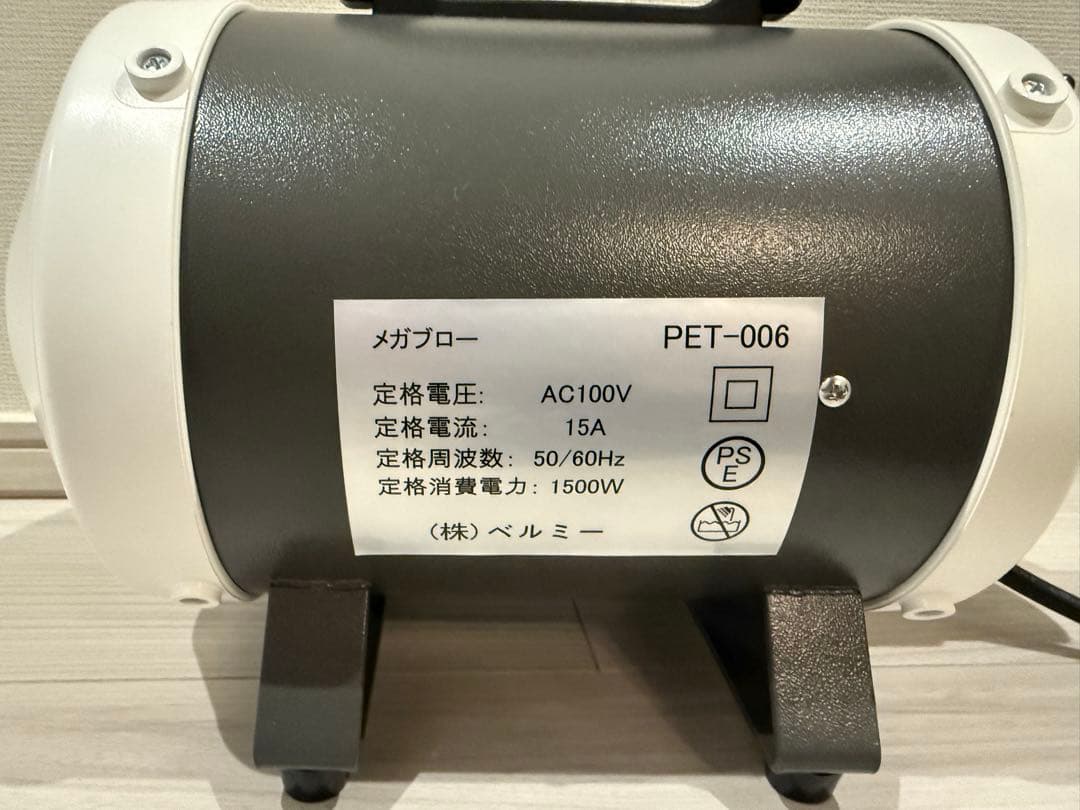 メガブロー PET-006
定格電圧: AC100V
定格電流: 15A
定格周波数: 50/60Hz
定格消費電力: 1500W
PS
E
(株)ベルミー